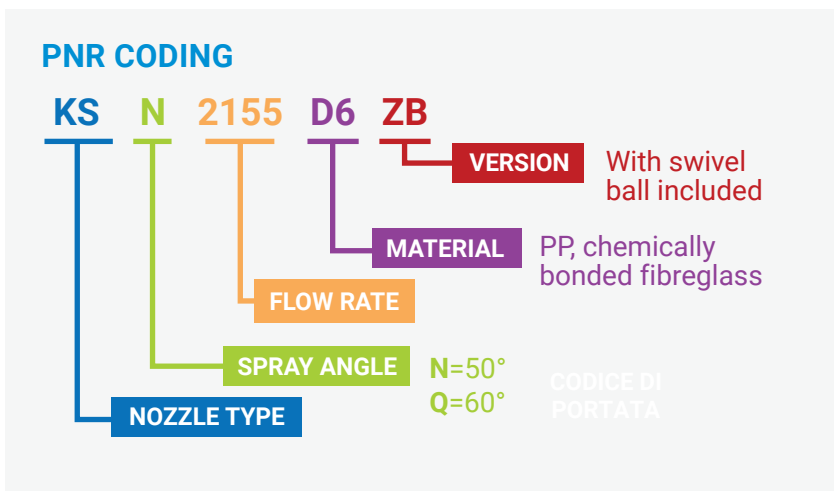 PNR CODING
KS N 2155 D6 ZB
VERSION With swivel
ball included
MATERIAL PP, chemically
bonded fibreglass
FLOW RATE
SPRAY ANGLE N=50°
Q=60°
CODICE DI
PORTATA
NOZZLE TYPE